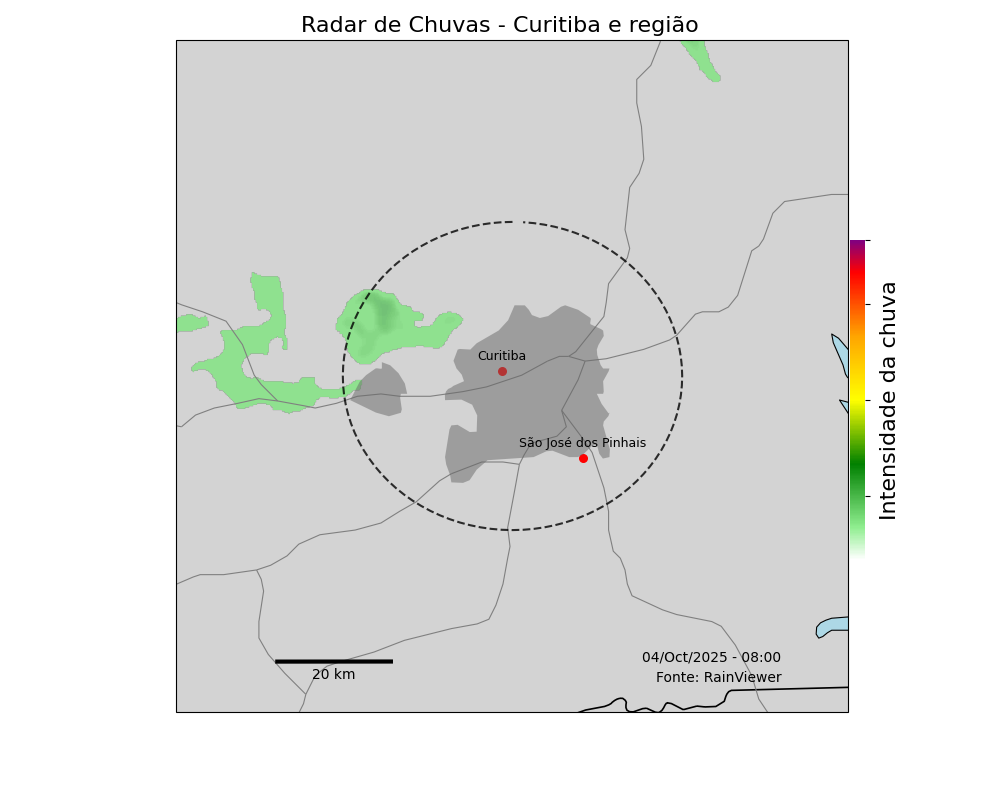 Radar de Chuvas - Curitiba e região
Curitiba
São José dos Pinhais
Intensidade da chuva
20 km
04/Oct/2025 - 08:00
Fonte: RainViewer